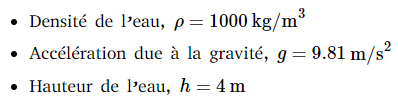 • Densité de l’eau, ρ = 1000 kg/m³
• Accélération due à la gravité, g = 9.81 m/s²
• Hauteur de l’eau, h = 4 m